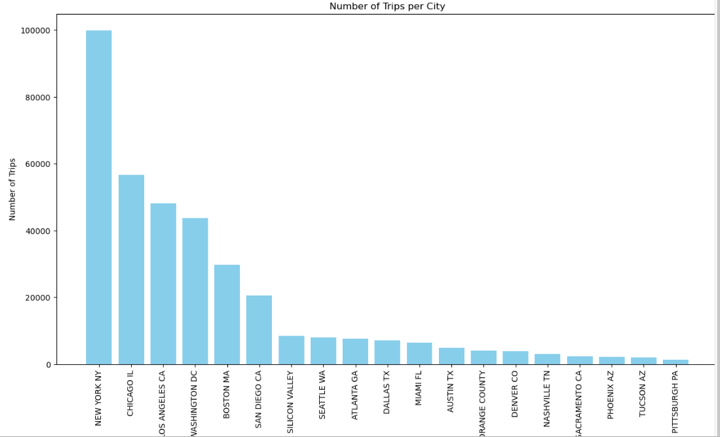 Number of Trips per City
Number of Trips
100000
80000
60000
40000
20000
0
NEW YORK NY
CHICAGO IL
OS ANGELES CA
WASHINGTON DC
BOSTON MA
SAN DIEGO CA
SILICON VALLEY
SEATTLE WA
ATLANTA GA
DALLAS TX
MIAMI FL
AUSTIN TX
RANGE COUNTY
DENVER CO
NASHVILLE TN
SACRAMENTO CA
PHOENIX AZ
TUCSON AZ
PITTSBURGH PA